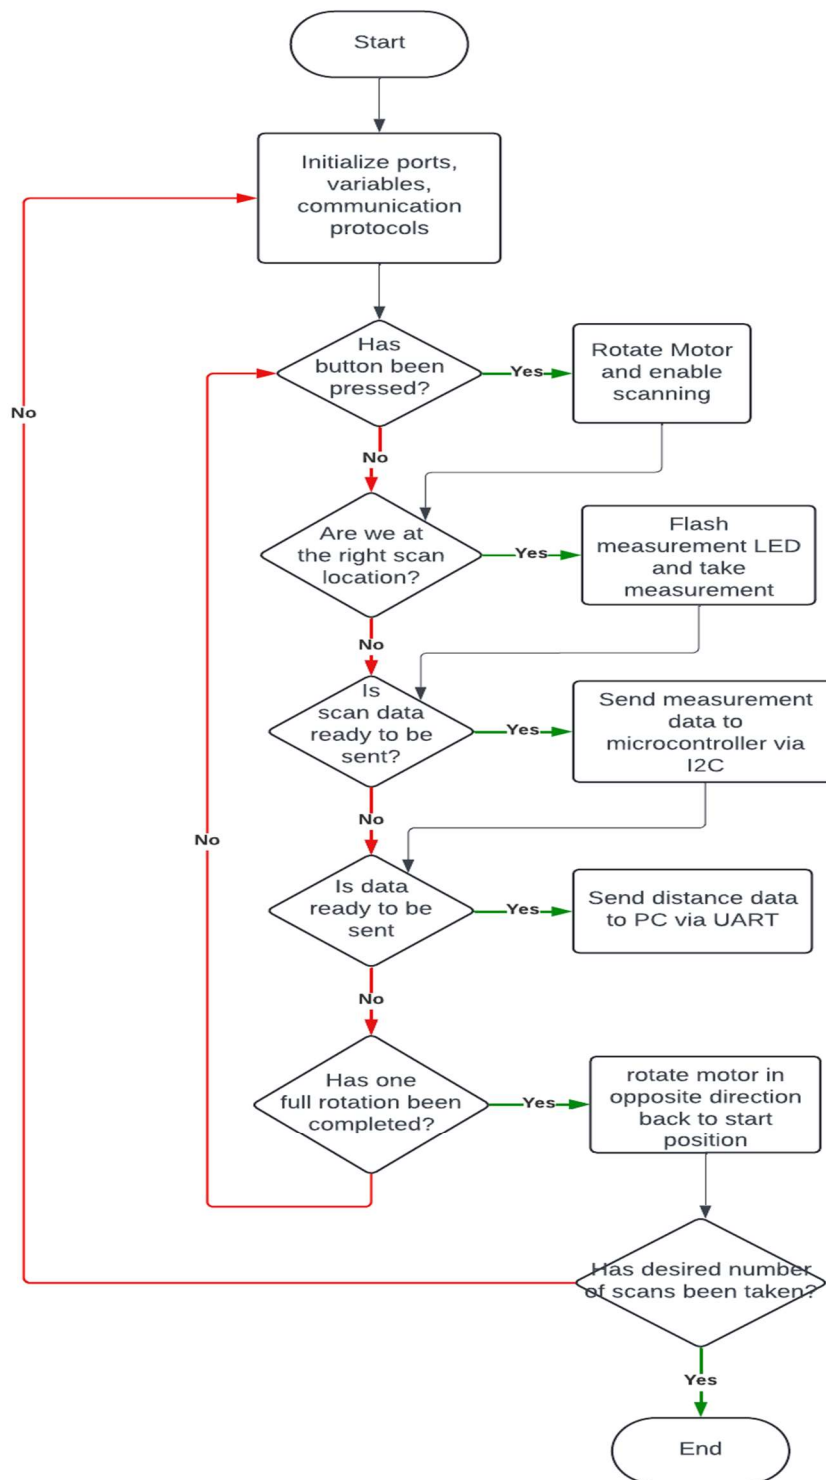 Start
Initialize ports,
variables,
communication
protocols
Has
button been
pressed?
Yes
Rotate Motor
and enable
scanning
No
No
Are we at
the right scan
location?
Yes
Flash
measurement LED
and take
measurement
No
Is
scan data
ready to be
sent?
Yes
Send measurement
data to
microcontroller via
I2C
No
No
Is data
ready to be
sent
Yes
Send distance data
to PC via UART
No
Has one
full rotation been
completed?
Yes
rotate motor in
opposite direction
back to start
position
Has desired number
of scans been taken?
Yes
End